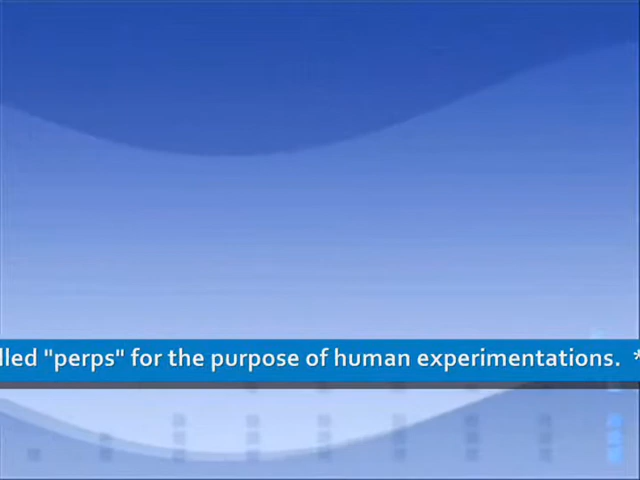 lled "perps" for the purpose of human experimentations. *